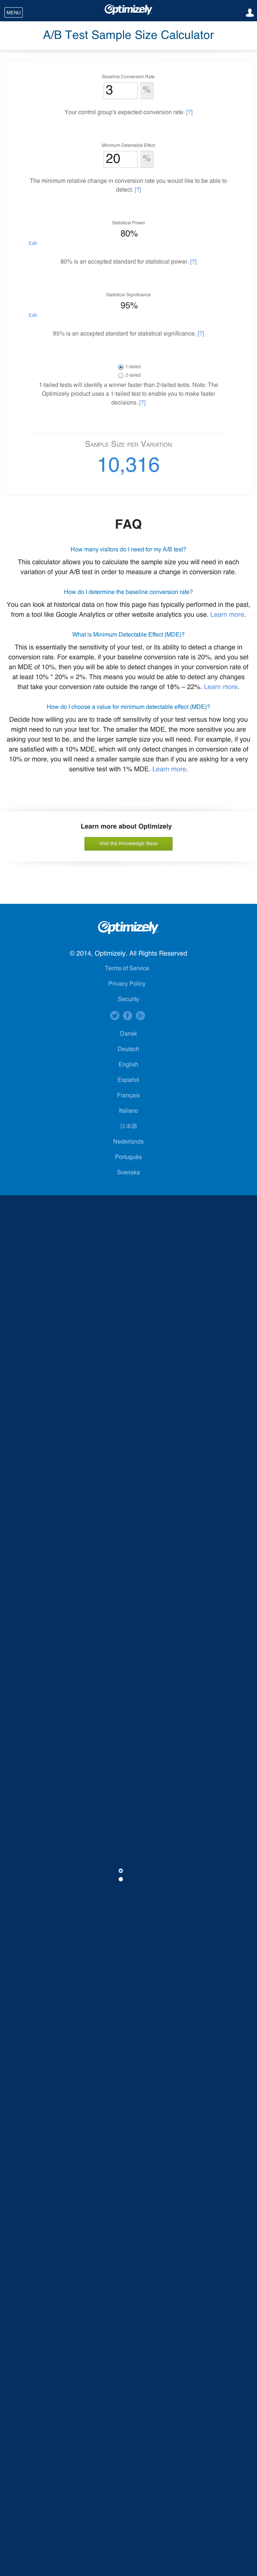 MENU
Optimizely
A/B Test Sample Size Calculator
Baseline Conversion Rate
3 %
Your control group's expected conversion rate. [?]
Minimum Detectable Effect
20 %
The minimum relative change in conversion rate you would like to be able to
detect. [?]
Statistical Power
80%
Edit
80% is an accepted standard for statistical power. [?]
Statistical Significance
95%
Edit
95% is an accepted standard for statistical significance. [?]
1-tailed
2-tailed
1-tailed tests will identify a winner faster than 2-tailed tests. Note: The
Optimizely product uses a 1-tailed test to enable you to make faster
decisions. [?]
Sample Size per Variation
10,316
FAQ
How many visitors do I need for my A/B test?
This calculator allows you to calculate the sample size you will need in each
variation of your A/B test in order to measure a change in conversion rate.
How do I determine the baseline conversion rate?
You can look at historical data on how this page has typically performed in the past,
from a tool like Google Analytics or other website analytics you use. Learn more.
What is Minimum Detectable Effect (MDE)?
This is essentially the sensitivity of your test, or its ability to detect a change in
conversion rate. For example, if your baseline conversion rate is 20%, and you set
an MDE of 10%, then you will be able to detect changes in your conversion rate of
at least 10% * 20% = 2%. This means you would be able to detect any changes
that take your conversion rate outside the range of 18% – 22%. Learn more.
How do I choose a value for minimum detectable effect (MDE)?
Decide how willing you are to trade off sensitivity of your test versus how long you
might need to run your test for. The smaller the MDE, the more sensitive you are
asking your test to be, and the larger sample size you will need. For example, if you
are satisfied with a 10% MDE, which will only detect changes in conversion rate of
10% or more, you will need a smaller sample size than if you are asking for a very
sensitive test with 1% MDE. Learn more.
Learn more about Optimizely
Visit the Knowledge Base
Optimizely
© 2014, Optimizely. All Rights Reserved
Terms of Service
Privacy Policy
Security
Dansk
Deutsch
English
Español
Français
Italiano
日本語
Nederlands
Português
Svenska